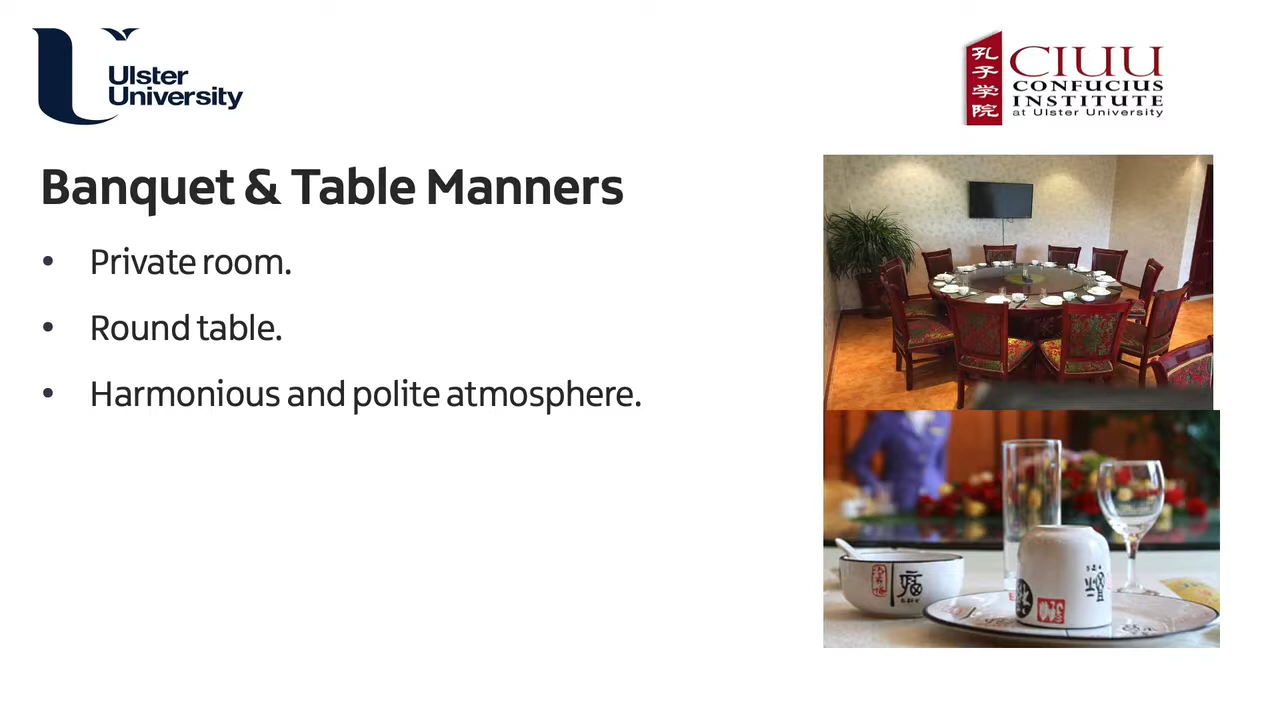 Ulster
University
孔子学院
CIUU
CONFUCIUS
INSTITUTE
at Ulster University
Banquet & Table Manners
• Private room.
• Round table.
• Harmonious and polite atmosphere.
福